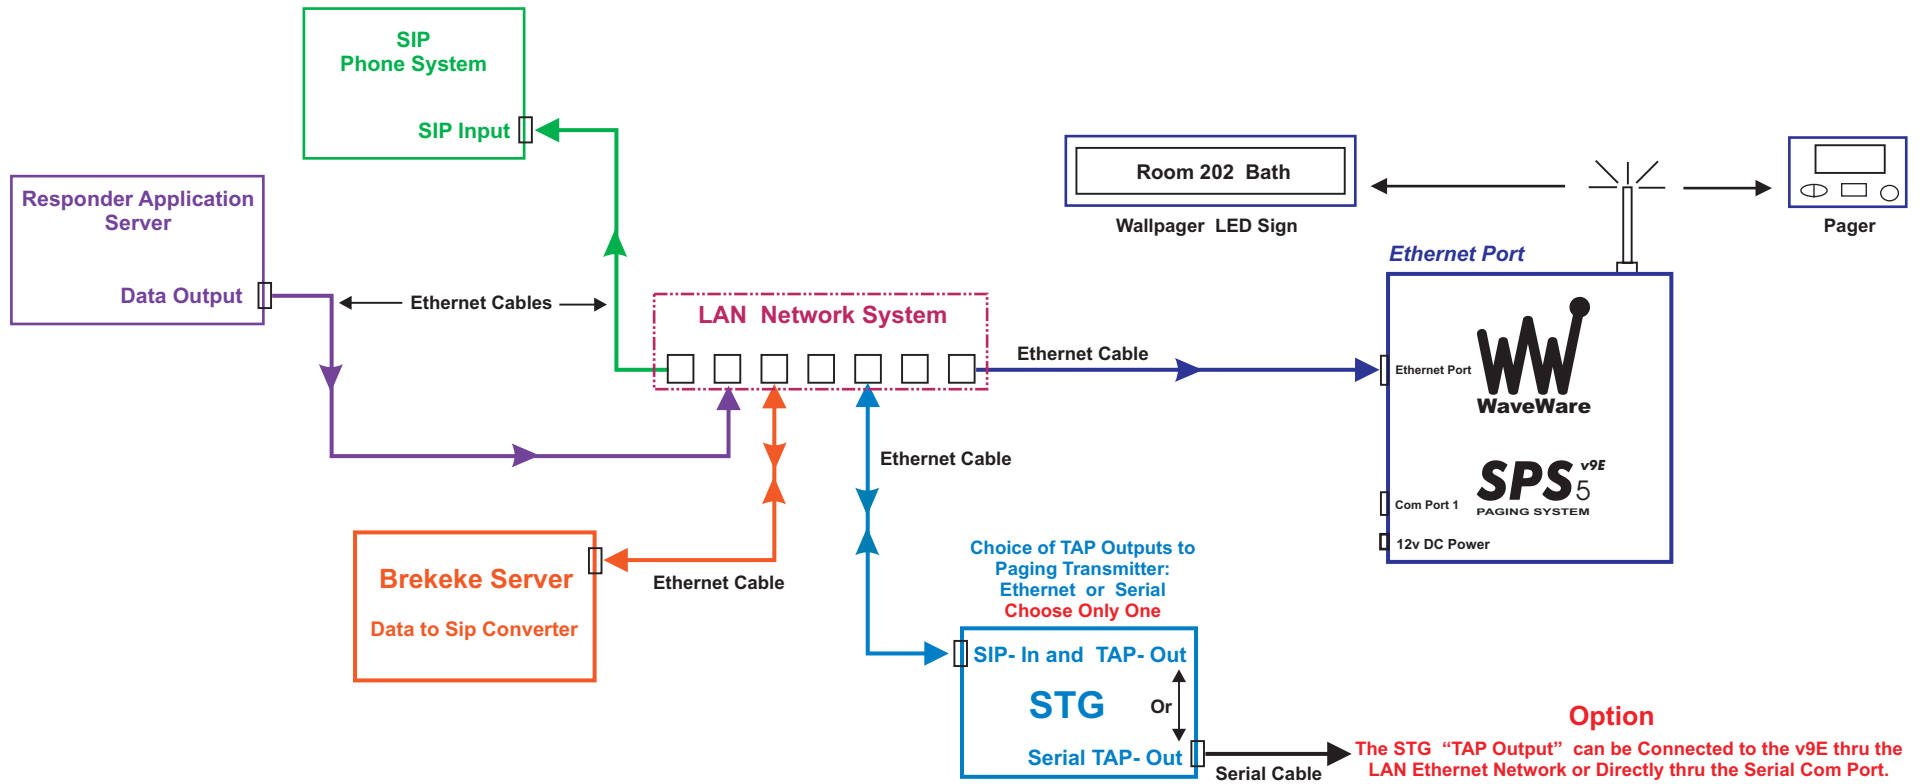 SIP
Phone System
SIP Input
Responder Application
Server
Data Output
Ethernet Cables
LAN Network System
Room 202 Bath
Wallpager LED Sign
Pager
Ethernet Port
Ethernet Cable
Ethernet Port
WaveWare
SPS v9E
5
PAGING SYSTEM
Com Port 1
12v DC Power
Ethernet Cable
Brekeke Server
Data to Sip Converter
Ethernet Cable
Choice of TAP Outputs to
Paging Transmitter:
Ethernet or Serial
Choose Only One
SIP- In and TAP- Out
STG
Or
Serial TAP- Out
Serial Cable
Option
The STG “TAP Output” can be Connected to the v9E thru the
LAN Ethernet Network or Directly thru the Serial Com Port.